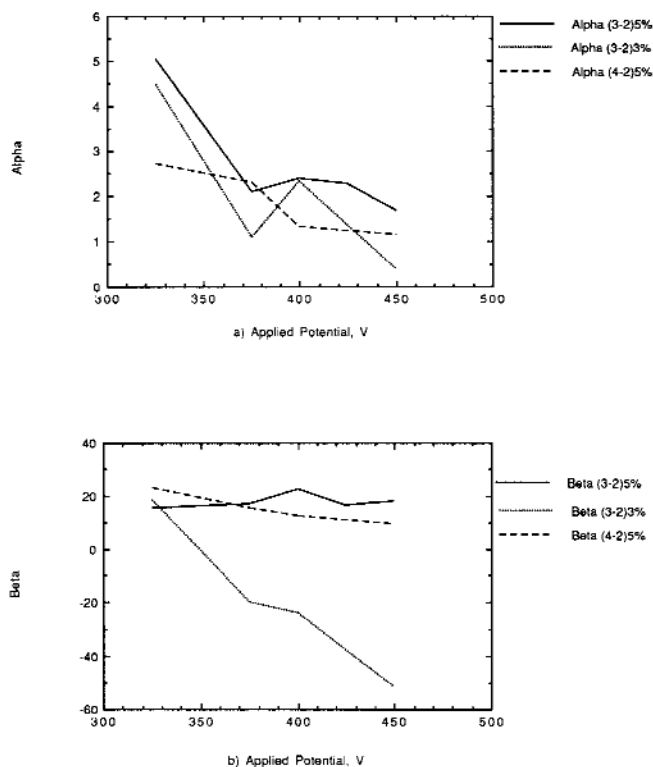 6
5
4
3
2
1
0
Alpha
300
350
400
450
500
a) Applied Potential, V
Alpha (3-2)5%
Alpha (3-2)3%
Alpha (4-2)5%
40
20
0
-20
-40
-60
Beta
300
350
400
450
500
b) Applied Potential, V
Beta (3-2)5%
Beta (3-2)3%
Beta (4-2)5%